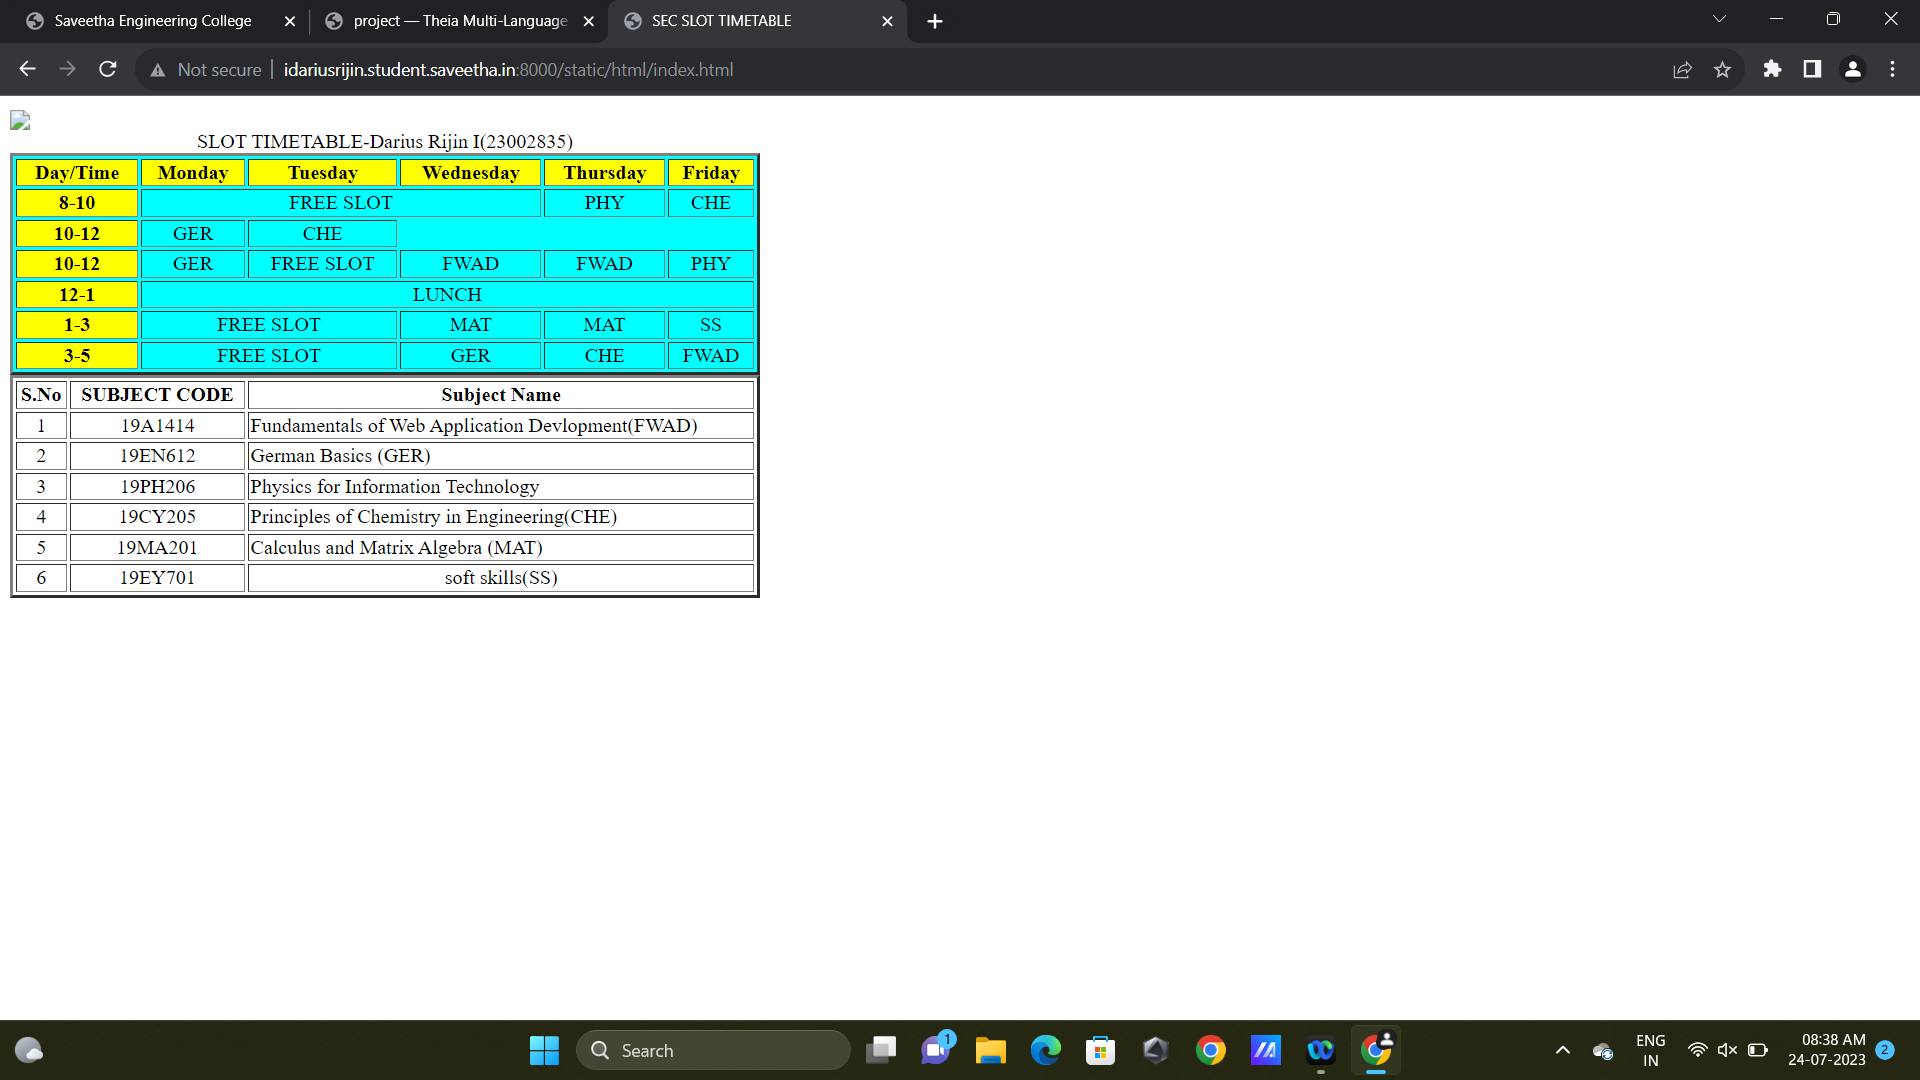 Saveetha Engineering College
project — Theia Multi-Language
SEC SLOT TIMETABLE
Not secure idariusrijin.student.saveetha.in:8000/static/html/index.html
SLOT TIMETABLE-Darius Rijin I(23002835)
Day/Time Monday Tuesday Wednesday Thursday Friday
8-10 FREE SLOT PHY CHE
10-12 GER CHE
10-12 GER FREE SLOT FWAD FWAD PHY
12-1 LUNCH
1-3 FREE SLOT MAT MAT SS
3-5 FREE SLOT GER CHE FWAD
S.No SUBJECT CODE Subject Name
1 19A1414 Fundamentals of Web Application Devlopment(FWAD)
2 19EN612 German Basics (GER)
3 19PH206 Physics for Information Technology
4 19CY205 Principles of Chemistry in Engineering(CHE)
5 19MA201 Calculus and Matrix Algebra (MAT)
6 19EY701 soft skills(SS)
Search
1
ENG
IN
08:38 AM
24-07-2023
2